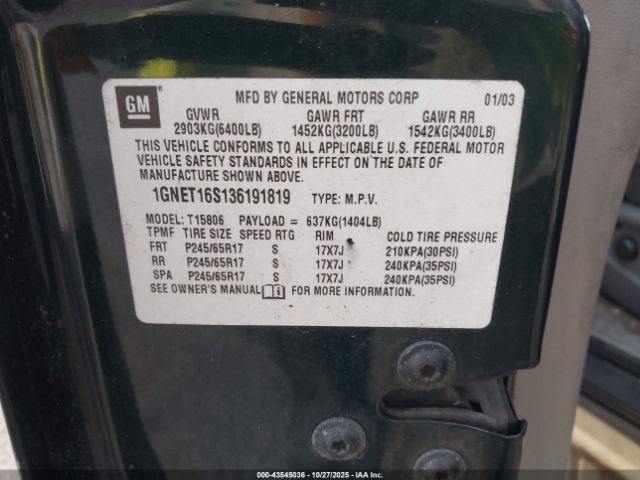 GM ®
MFD BY GENERAL MOTORS CORP 01/03
GVWR GAWR FRT GAWR RR
2903KG(6400LB) 1452KG(3200LB) 1542KG(3400LB)
THIS VEHICLE CONFORMS TO ALL APPLICABLE U.S. FEDERAL MOTOR
VEHICLE SAFETY STANDARDS IN EFFECT ON THE DATE OF
MANUFACTURE SHOWN ABOVE.
1GNET16S136191819 TYPE: M.P.V.
MODEL: T15806 PAYLOAD = 637KG(1404LB)
TPMF TIRE SIZE SPEED RTG RIM COLD TIRE PRESSURE
FRT P245/65R17 S 17X7J 210KPA(30PSI)
RR P245/65R17 S 17X7J 240KPA(35PSI)
SPA P245/65R17 S 17X7J 240KPA(35PSI)
SEE OWNER'S MANUAL FOR MORE INFORMATION.
000-43545036 - 10/27/2025 - IAAI.COM